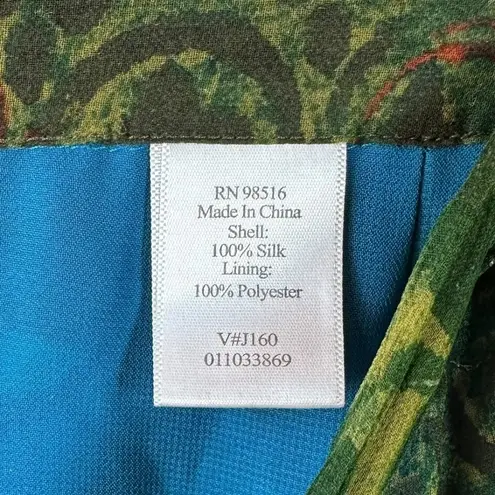 RN 98516
Made In China
Shell:
100% Silk
Lining:
100% Polyester
V#J160
011033869